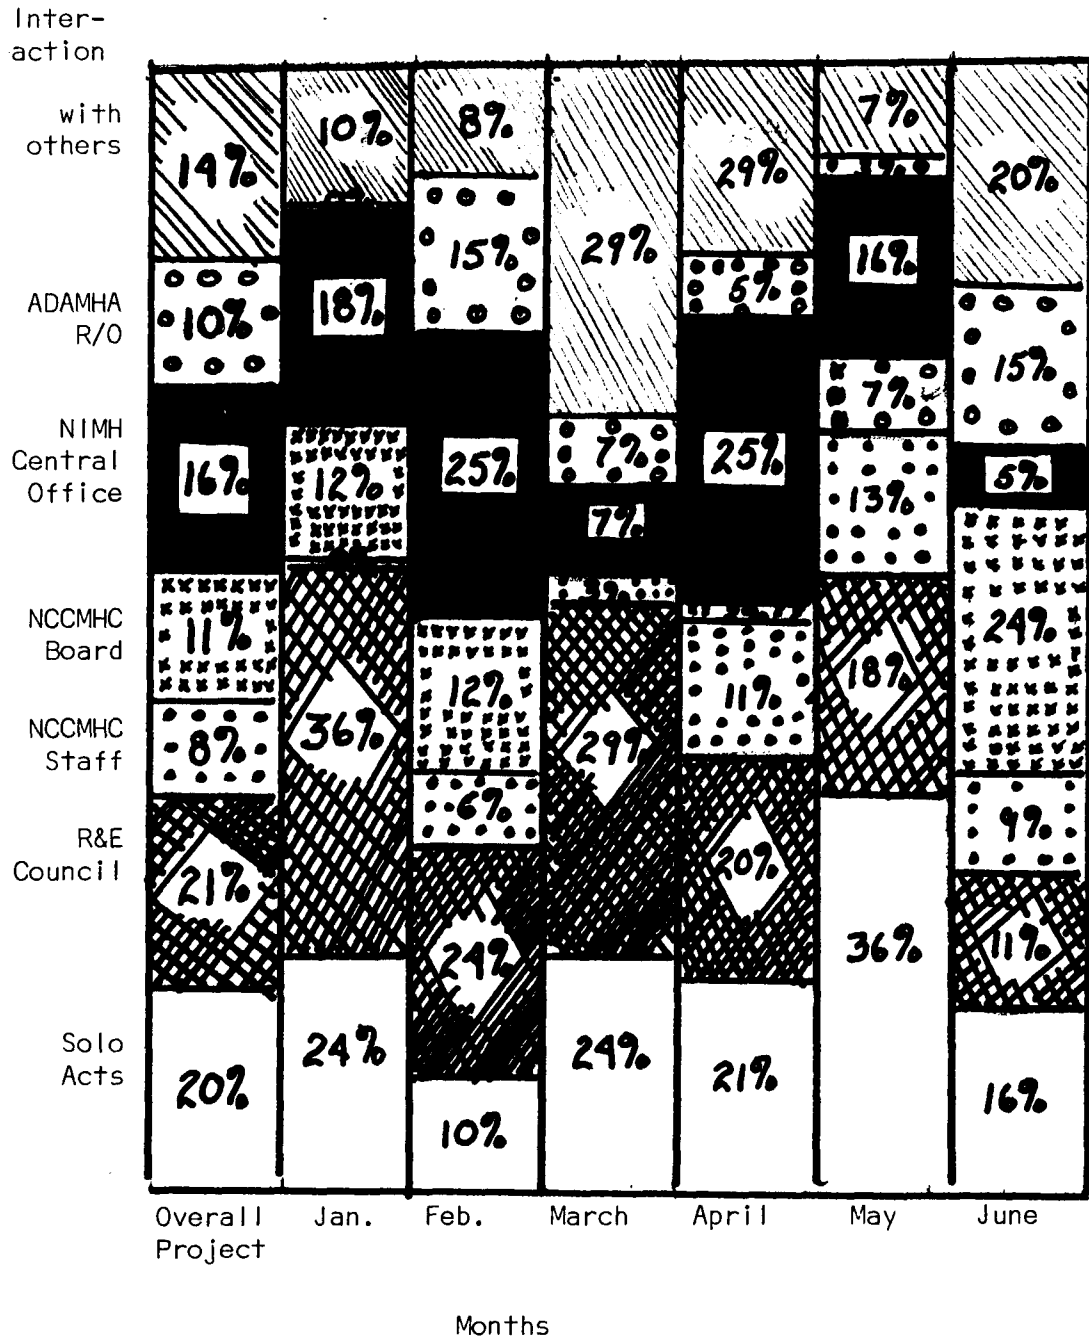 Inter-
action
with
others
ADAMHA
R/O
NIMH
Central
Office
NCCMHC
Board
NCCMHC
Staff
R&E
Council
Solo
Acts
14%
10%
16%
11%
8%
21%
20%
10%
18%
12%
36%
24%
8%
15%
25%
12%
6%
24%
10%
29%
7%
7%
29%
24%
29%
5%
25%
11%
20%
21%
7%
16%
7%
13%
18%
36%
20%
15%
5%
24%
9%
11%
16%
Overall
Project
Jan.
Feb.
March
April
May
June
Months